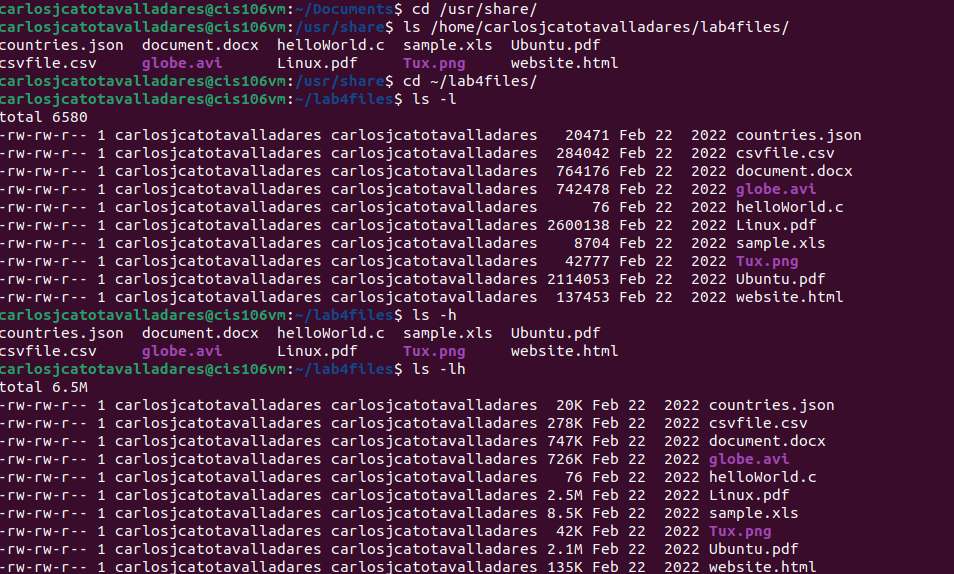 carlosjcatotavalladares@cis106vm:~/Documents$ cd /usr/share/
carlosjcatotavalladares@cis106vm:/usr/share$ ls /home/carlosjcatotavalladares/lab4files/
countries.json  document.docx  helloWorld.c  sample.xls  Ubuntu.pdf
csvfile.csv     globe.avi      Linux.pdf     Tux.png     website.html
carlosjcatotavalladares@cis106vm:/usr/share$ cd ~/lab4files/
carlosjcatotavalladares@cis106vm:~/lab4files$ ls -l
total 6580
-rw-rw-r-- 1 carlosjcatotavalladares carlosjcatotavalladares   20471 Feb 22  2022 countries.json
-rw-rw-r-- 1 carlosjcatotavalladares carlosjcatotavalladares  284042 Feb 22  2022 csvfile.csv
-rw-rw-r-- 1 carlosjcatotavalladares carlosjcatotavalladares  764176 Feb 22  2022 document.docx
-rw-rw-r-- 1 carlosjcatotavalladares carlosjcatotavalladares  742478 Feb 22  2022 globe.avi
-rw-rw-r-- 1 carlosjcatotavalladares carlosjcatotavalladares      76 Feb 22  2022 helloWorld.c
-rw-rw-r-- 1 carlosjcatotavalladares carlosjcatotavalladares 2600138 Feb 22  2022 Linux.pdf
-rw-rw-r-- 1 carlosjcatotavalladares carlosjcatotavalladares    8704 Feb 22  2022 sample.xls
-rw-rw-r-- 1 carlosjcatotavalladares carlosjcatotavalladares   42777 Feb 22  2022 Tux.png
-rw-rw-r-- 1 carlosjcatotavalladares carlosjcatotavalladares 2114053 Feb 22  2022 Ubuntu.pdf
-rw-rw-r-- 1 carlosjcatotavalladares carlosjcatotavalladares  137453 Feb 22  2022 website.html
carlosjcatotavalladares@cis106vm:~/lab4files$ ls -h
countries.json  document.docx  helloWorld.c  sample.xls  Ubuntu.pdf
csvfile.csv     globe.avi      Linux.pdf     Tux.png     website.html
carlosjcatotavalladares@cis106vm:~/lab4files$ ls -lh
total 6.5M
-rw-rw-r-- 1 carlosjcatotavalladares carlosjcatotavalladares  20K Feb 22  2022 countries.json
-rw-rw-r-- 1 carlosjcatotavalladares carlosjcatotavalladares 278K Feb 22  2022 csvfile.csv
-rw-rw-r-- 1 carlosjcatotavalladares carlosjcatotavalladares 747K Feb 22  2022 document.docx
-rw-rw-r-- 1 carlosjcatotavalladares carlosjcatotavalladares 726K Feb 22  2022 globe.avi
-rw-rw-r-- 1 carlosjcatotavalladares carlosjcatotavalladares   76 Feb 22  2022 helloWorld.c
-rw-rw-r-- 1 carlosjcatotavalladares carlosjcatotavalladares 2.5M Feb 22  2022 Linux.pdf
-rw-rw-r-- 1 carlosjcatotavalladares carlosjcatotavalladares 8.5K Feb 22  2022 sample.xls
-rw-rw-r-- 1 carlosjcatotavalladares carlosjcatotavalladares  42K Feb 22  2022 Tux.png
-rw-rw-r-- 1 carlosjcatotavalladares carlosjcatotavalladares 2.1M Feb 22  2022 Ubuntu.pdf
-rw-rw-r-- 1 carlosjcatotavalladares carlosjcatotavalladares 135K Feb 22  2022 website.html